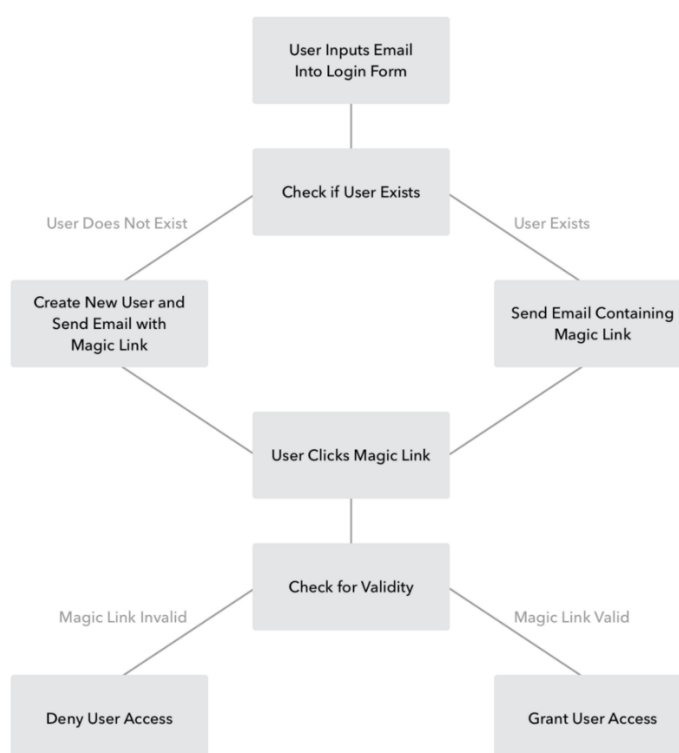 User Inputs Email
Into Login Form
Check if User Exists
User Does Not Exist
User Exists
Create New User and
Send Email with
Magic Link
Send Email Containing
Magic Link
User Clicks Magic Link
Check for Validity
Magic Link Invalid
Magic Link Valid
Deny User Access
Grant User Access